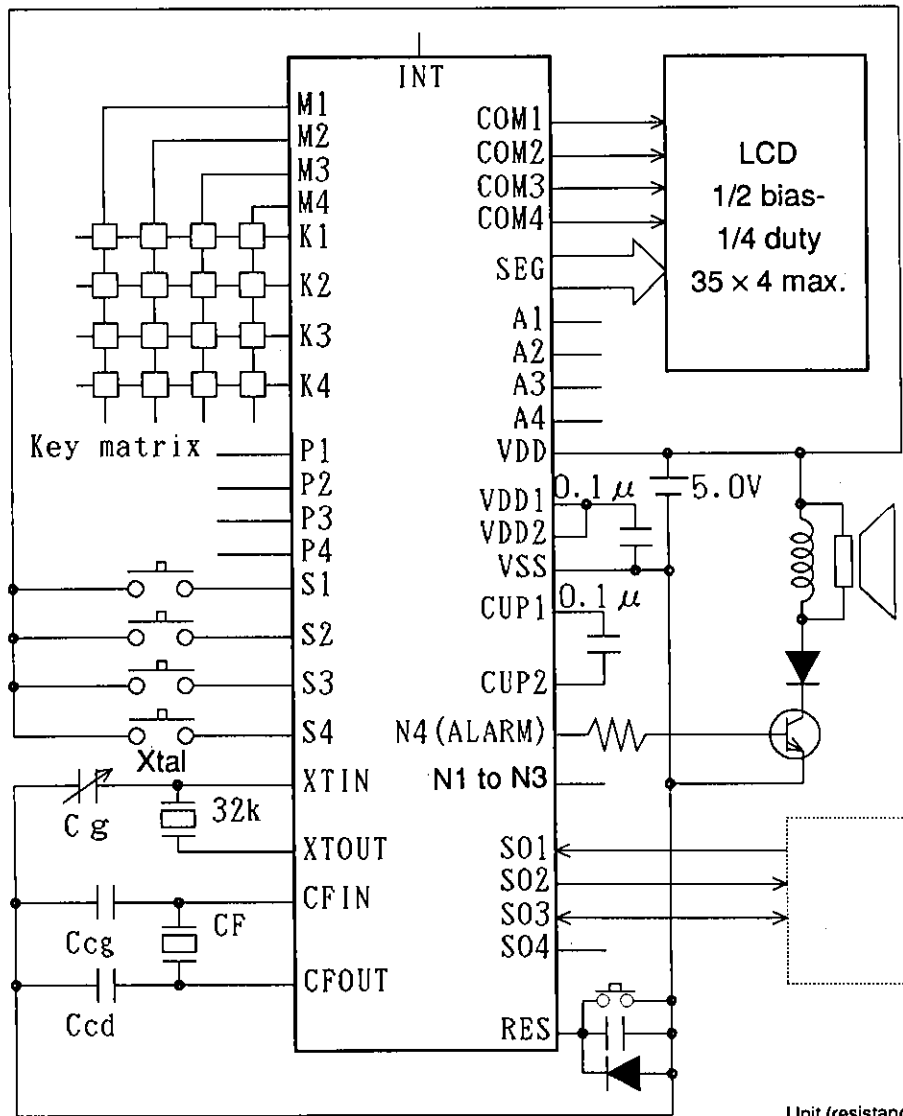 INT
M1
M2
M3
M4
K1
K2
K3
K4
Key matrix
P1
P2
P3
P4
S1
S2
S3
S4
Xtal
XTIN
Cg
32k
XTOUT
CFIN
Ccg
CF
CFOUT
Ccd
COM1
COM2
COM3
COM4
SEG
LCD
1/2 bias-
1/4 duty
35 × 4 max.
A1
A2
A3
A4
VDD
5.0V
VDD1
0.1 μ
VDD2
VSS
CUP1
0.1 μ
CUP2
N4 (ALARM)
N1 to N3
SO1
SO2
SO3
SO4
RES
Unit (resistan